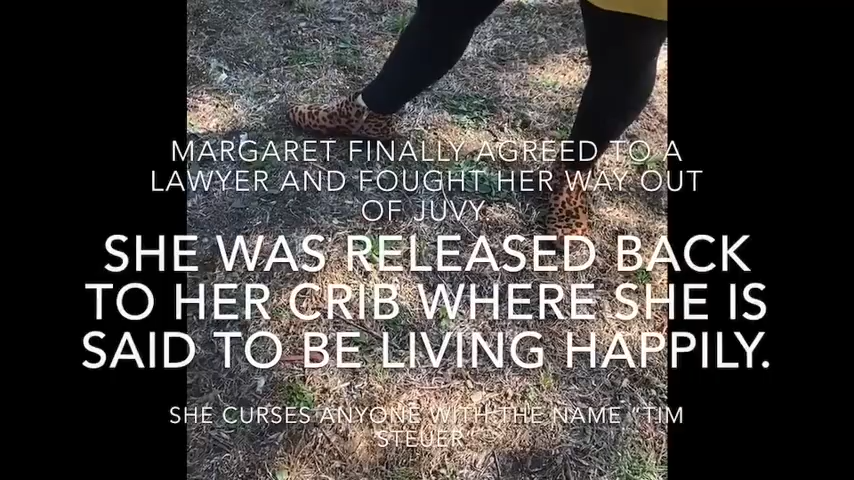 MARGARET FINALLY AGREED TO A
LAWYER AND FOUGHT HER WAY OUT
OF JUVY.
SHE WAS RELEASED BACK
TO HER CRIB WHERE SHE IS
SAID TO BE LIVING HAPPILY.
SHE CURSES ANYONE WITH THE NAME "TIM
STEUER"